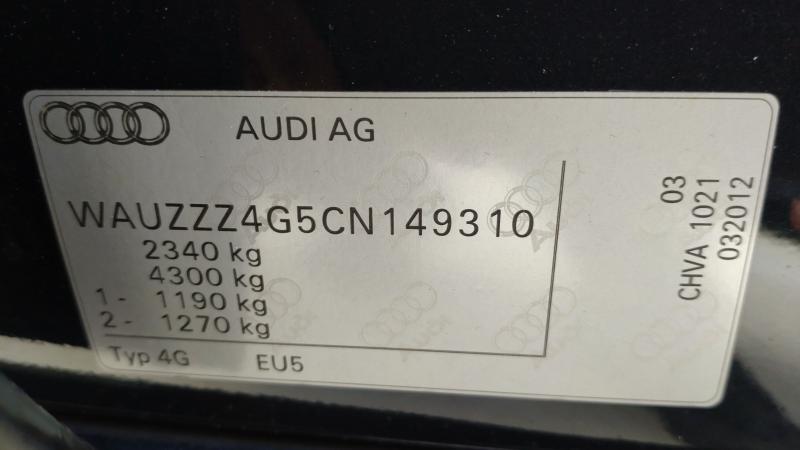 AUDI AG
WAUZZZ4G5CN149310
2340 kg
4300 kg
1 - 1190 kg
2 - 1270 kg
Typ 4G EU5
03
CHVA 1021
032012